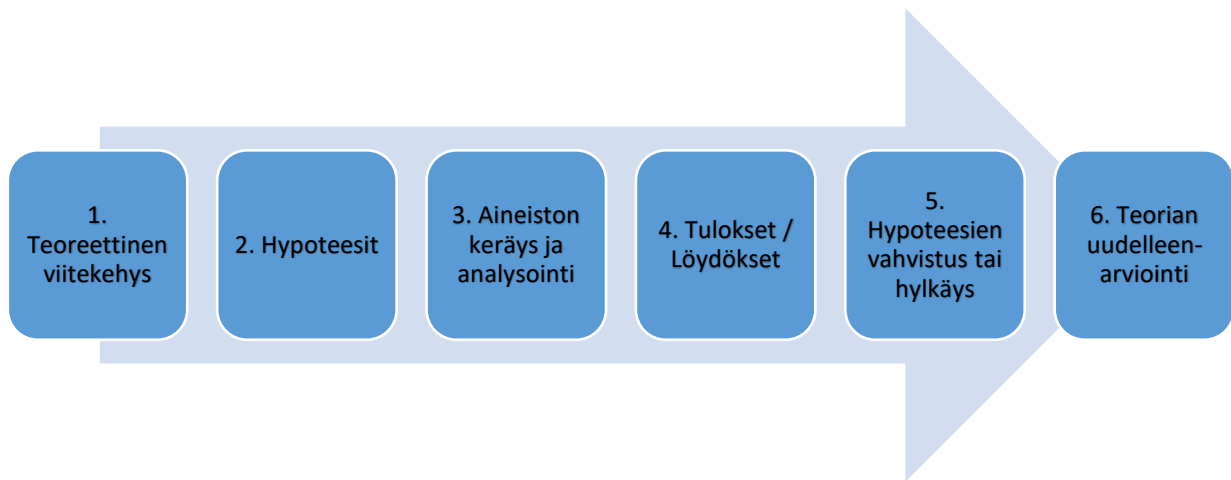 1.
Teoreettinen
viitekehys
2. Hypoteesit
3. Aineiston
keräys ja
analysointi
4. Tulokset /
Löydökset
5.
Hypoteesien
vahvistus tai
hylkäys
6. Teorian
uudelleen-
arviointi